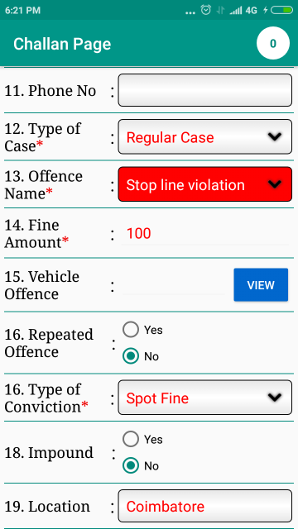 6:21 PM ... 4G
Challan Page 0
11. Phone No :
12. Type of
Case* : Regular Case
13. Offence
Name* : Stop line violation
14. Fine
Amount* : 100
15. Vehicle
Offence : VIEW
16. Repeated
Offence : Yes
No
16. Type of
Conviction* : Spot Fine
18. Impound : Yes
No
19. Location : Coimbatore